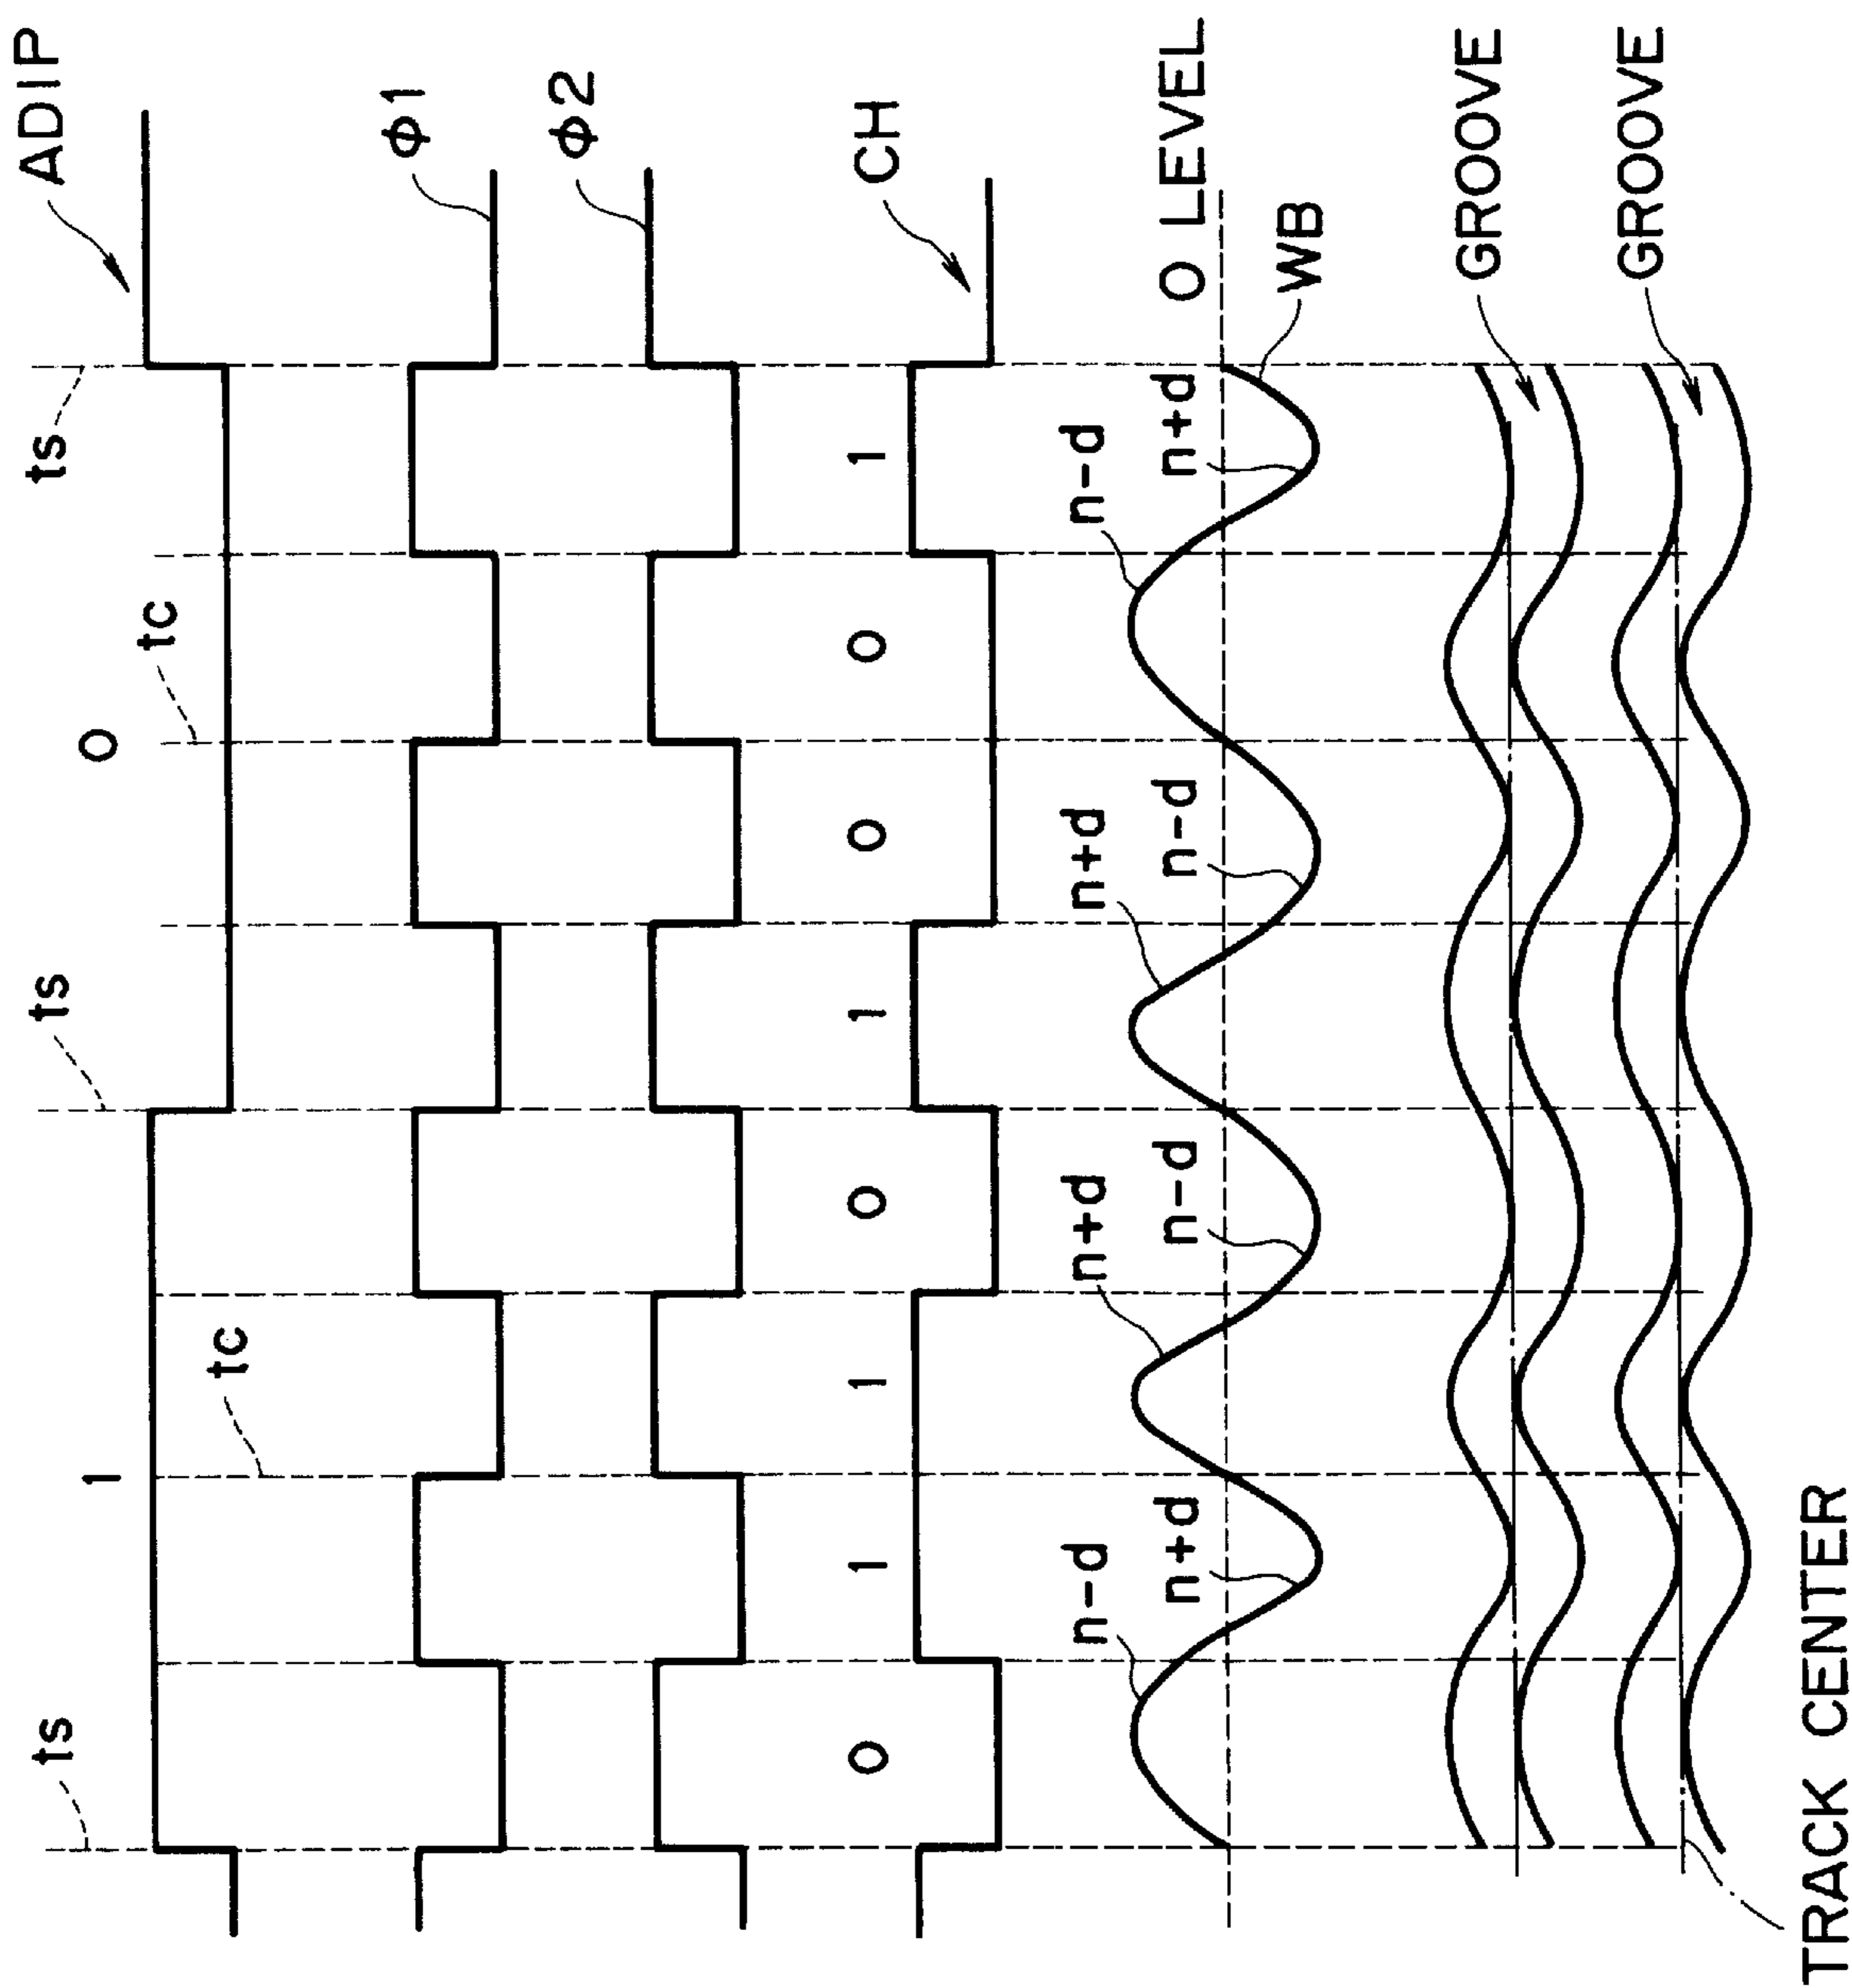 ts ts ts ADIP
1 0
tc
tc
φ1
φ2
0 1 1 0 1 0 0 1 CH
n-d n+d n+d n-d
n+d n-d n-d n+d 0 LEVEL
WB
GROOVE
GROOVE
TRACK CENTER